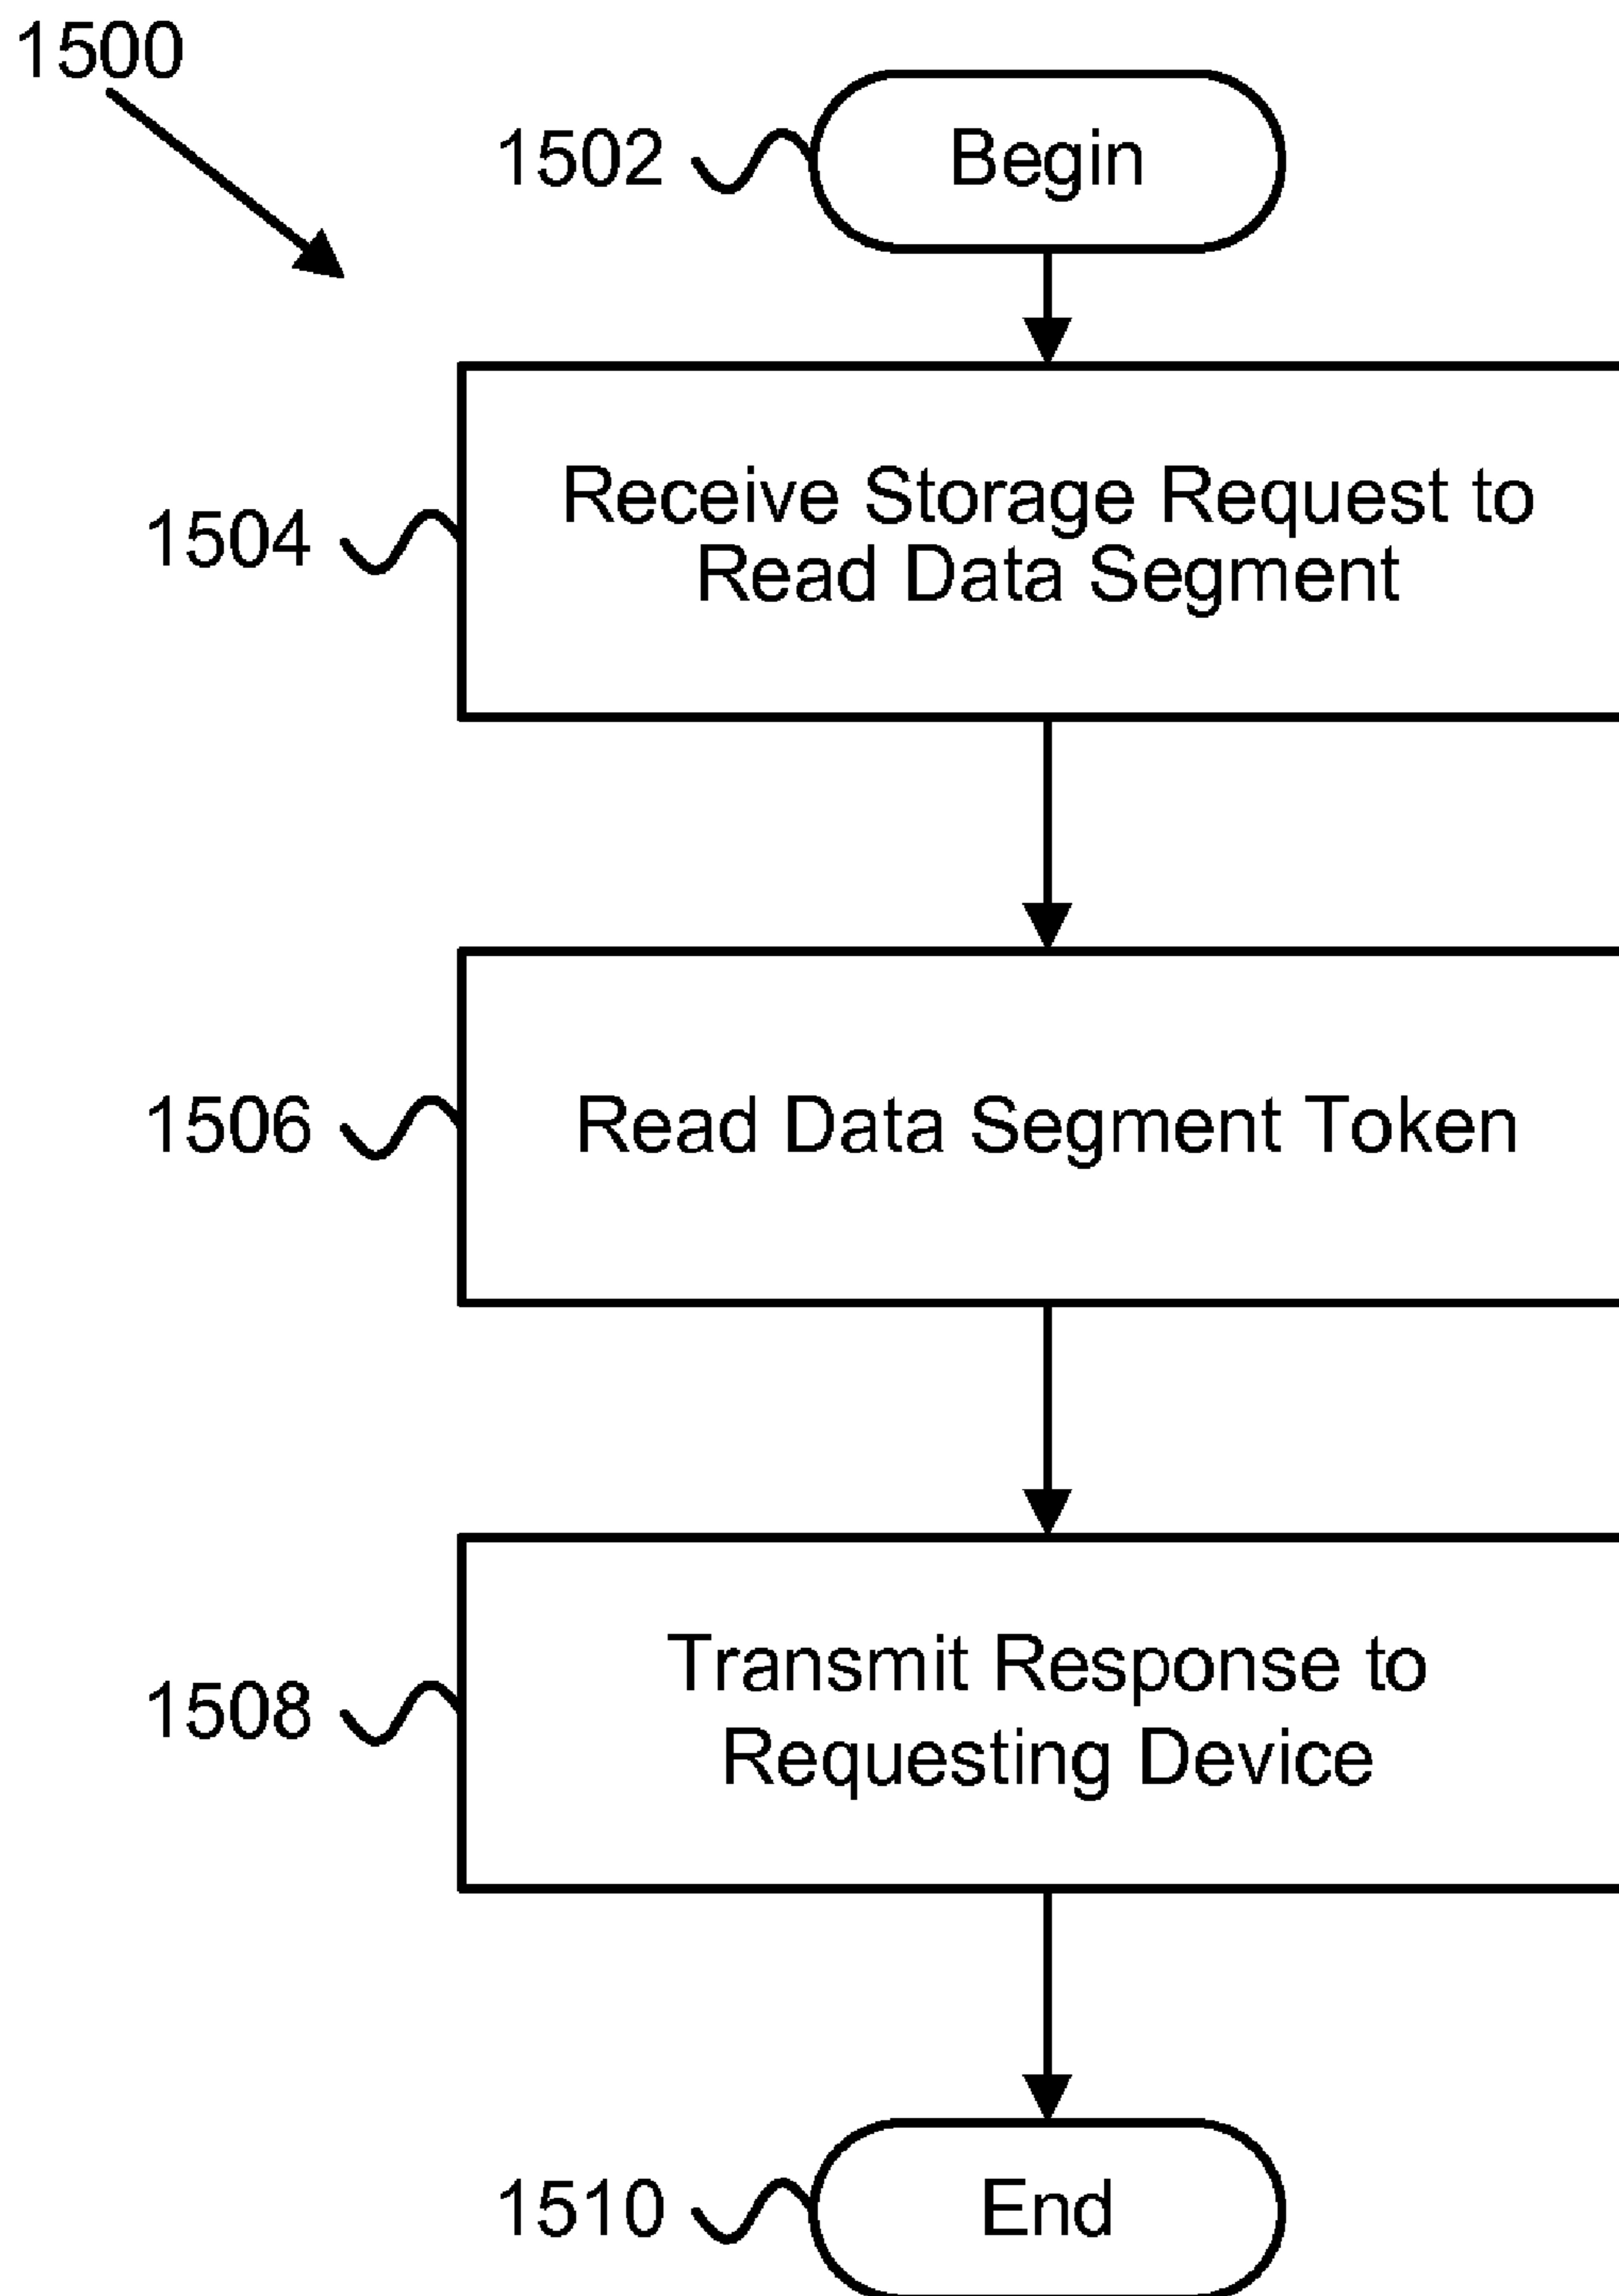 1500
1502
Begin
1504
Receive Storage Request to
Read Data Segment
1506
Read Data Segment Token
1508
Transmit Response to
Requesting Device
1510
End